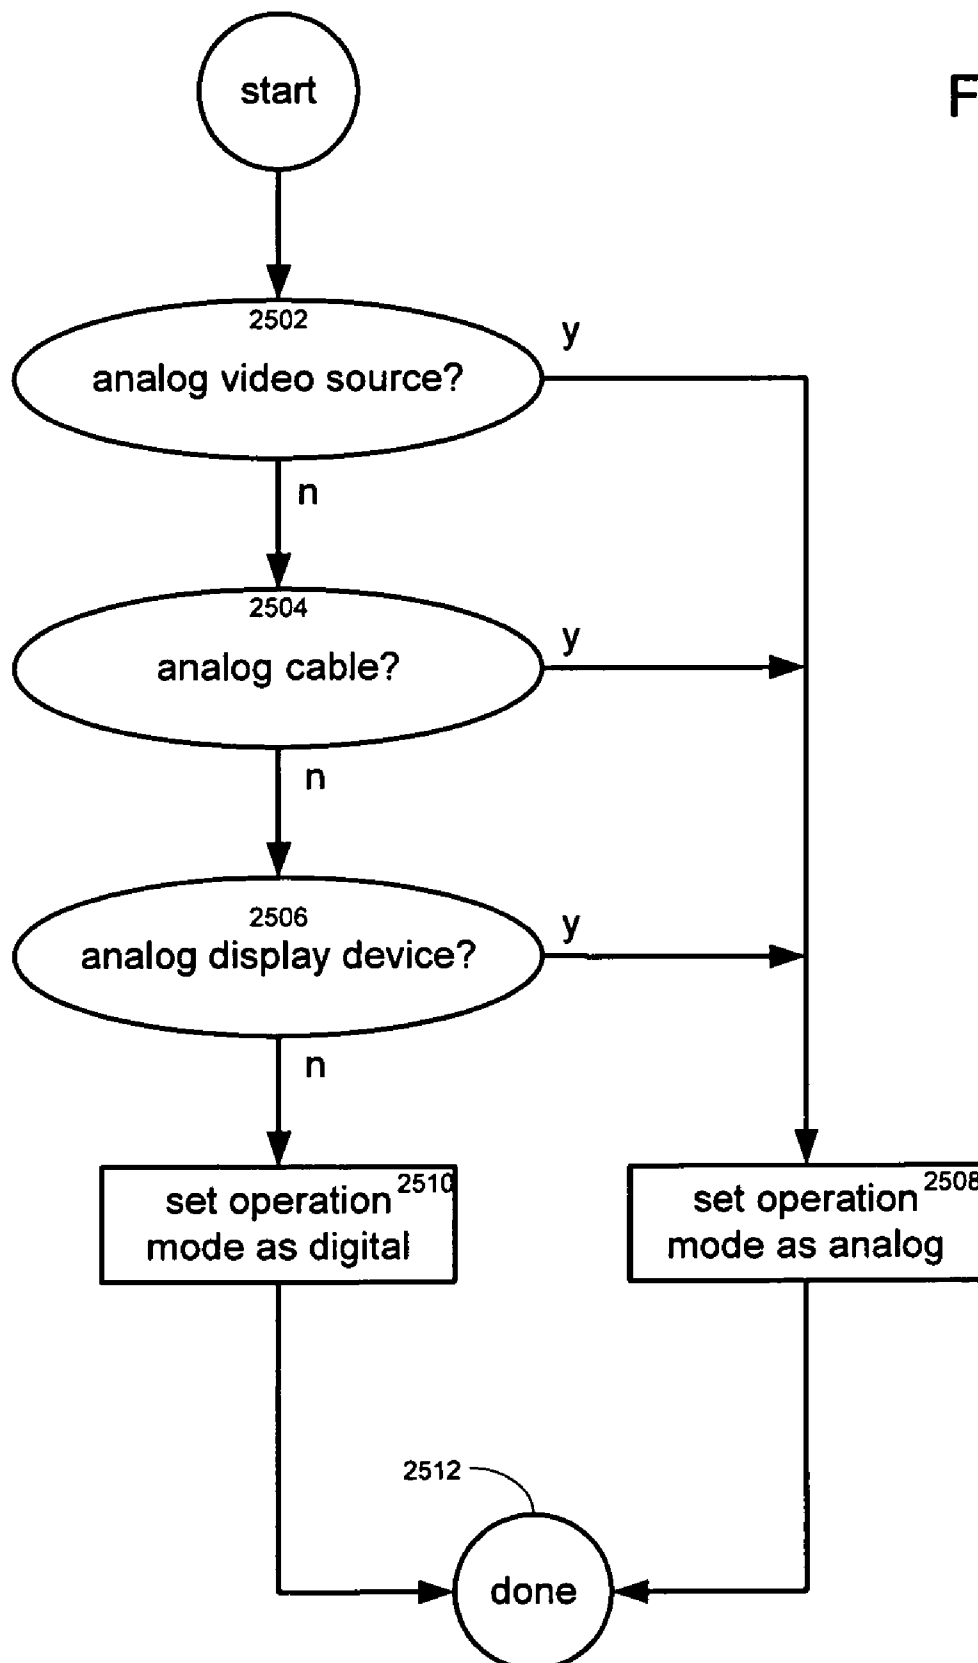 start
F
2502
analog video source?
y
n
2504
analog cable?
y
n
2506
analog display device?
y
n
2510
set operation
mode as digital
2508
set operation
mode as analog
2512
done